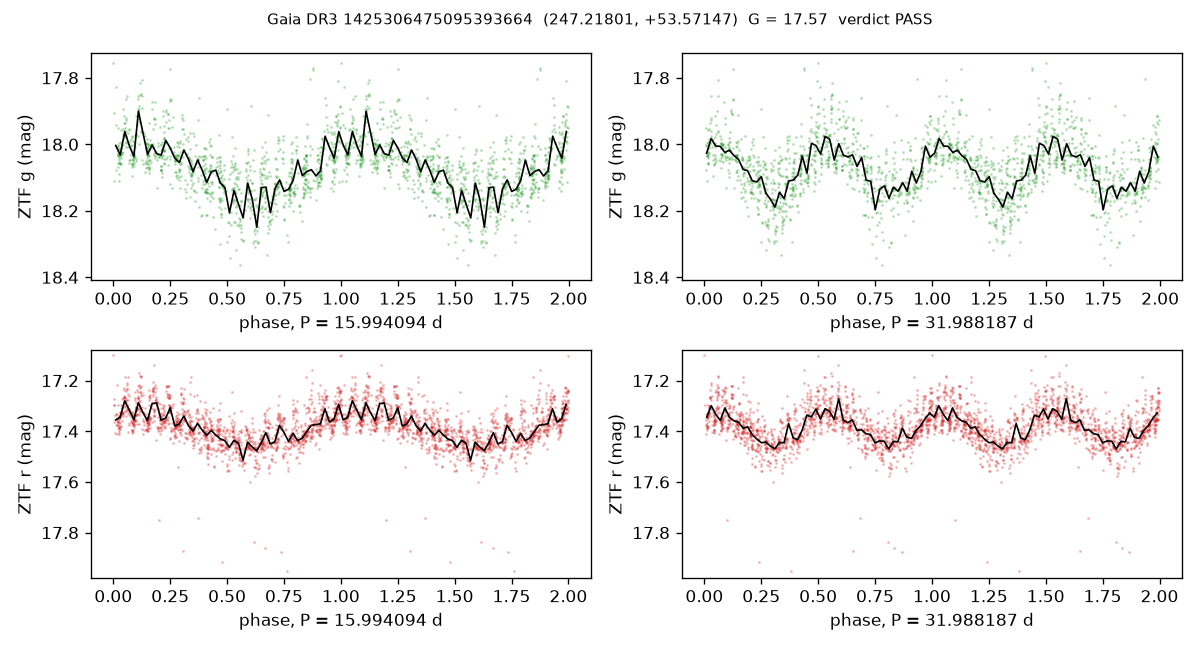 Gaia DR3 1425306475095393664 (247.21801, +53.57147) G = 17.57 verdict PASS
ZTF g (mag)
17.8
18.0
18.2
18.4
0.00 0.25 0.50 0.75 1.00 1.25 1.50 1.75 2.00
phase, P = 15.994094 d
ZTF g (mag)
17.8
18.0
18.2
18.4
0.00 0.25 0.50 0.75 1.00 1.25 1.50 1.75 2.00
phase, P = 31.988187 d
ZTF r (mag)
17.2
17.4
17.6
17.8
0.00 0.25 0.50 0.75 1.00 1.25 1.50 1.75 2.00
phase, P = 15.994094 d
ZTF r (mag)
17.2
17.4
17.6
17.8
0.00 0.25 0.50 0.75 1.00 1.25 1.50 1.75 2.00
phase, P = 31.988187 d